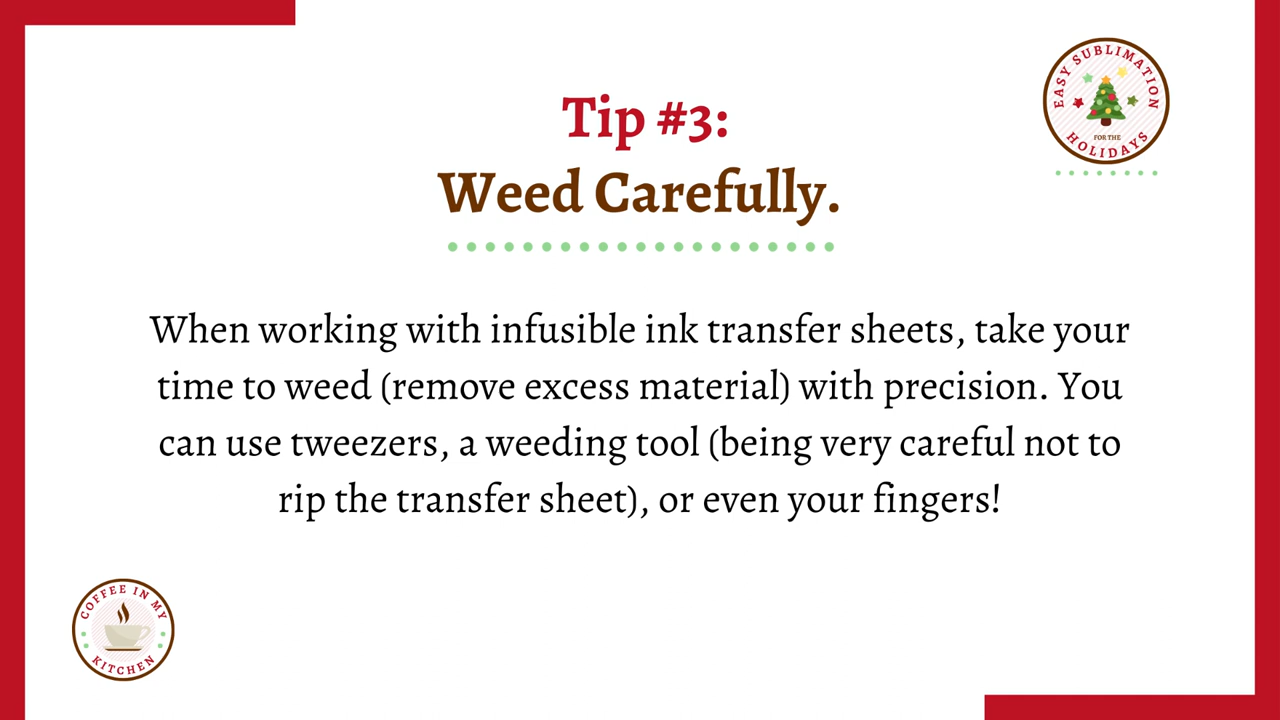 EASY SUBLIMATION
FOR THE
HOLIDAYS
Tip #3:
Weed Carefully.
When working with infusible ink transfer sheets, take your
time to weed (remove excess material) with precision. You
can use tweezers, a weeding tool (being very careful not to
rip the transfer sheet), or even your fingers!
COFFEE IN MY
KITCHEN